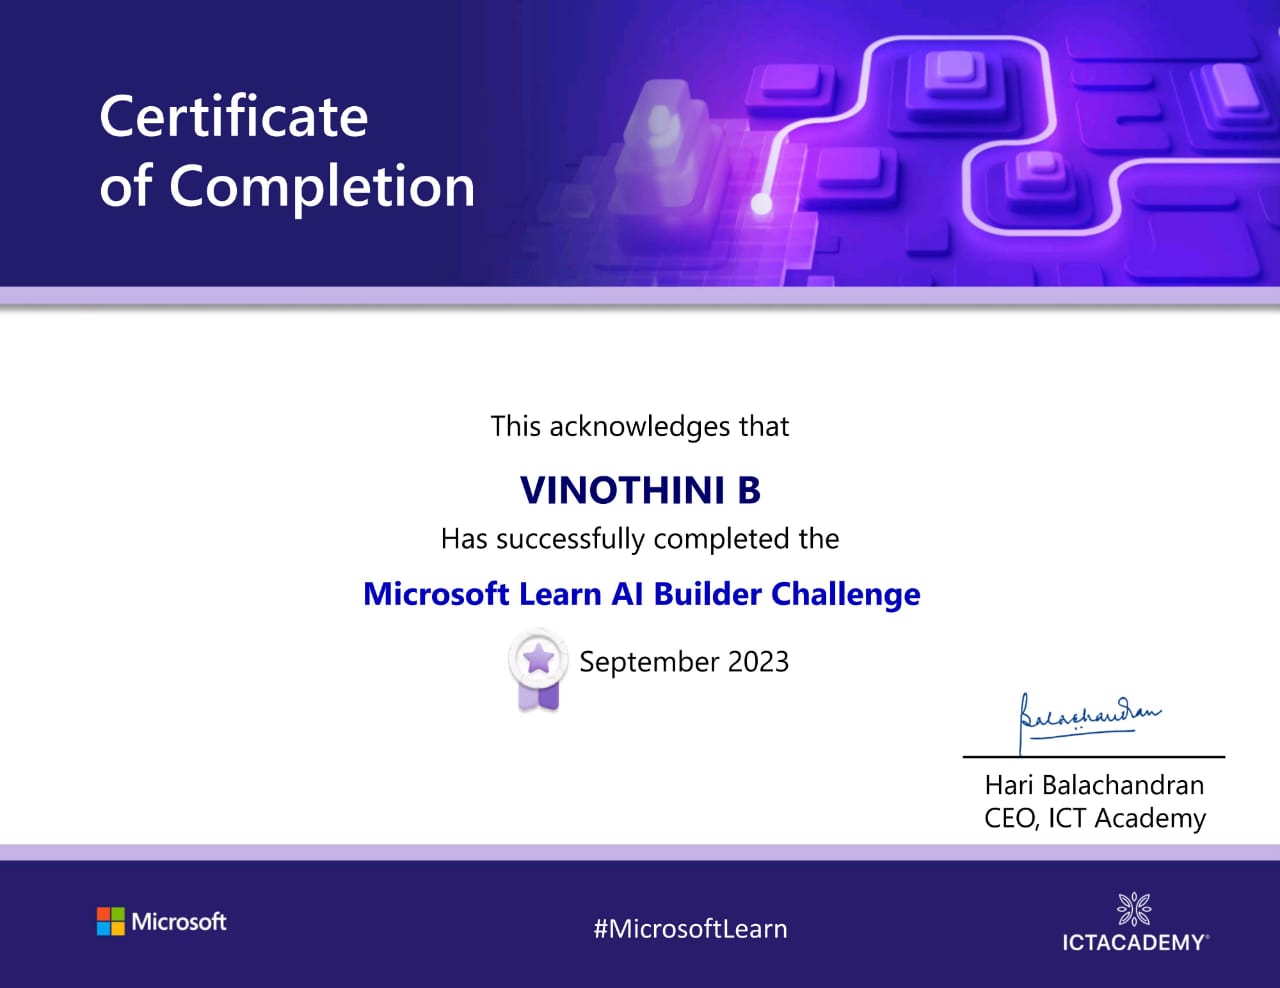 Certificate
of Completion
This acknowledges that
VINOTHINI B
Has successfully completed the
Microsoft Learn AI Builder Challenge
September 2023
Balachandran
Hari Balachandran
CEO, ICT Academy
Microsoft
#MicrosoftLearn
ICTACADEMY®